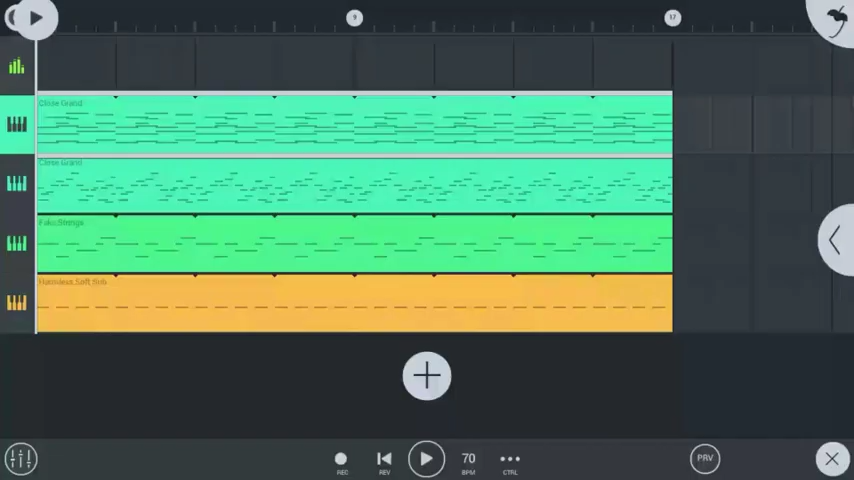 9
17
Close Grand
Close Grand
Fake Strings
Harmless Soft Sub
70
PRV
REC
REV
BPM
CTRL